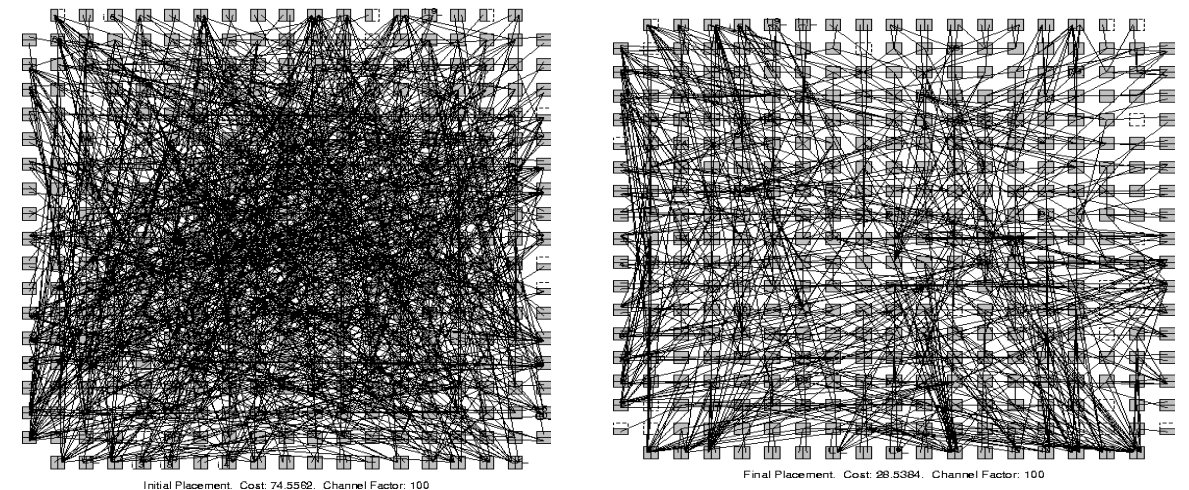 Initial Placement. Cost: 74.5562. Channel Factor: 100
Final Placement. Cost: 28.5384. Channel Factor: 100